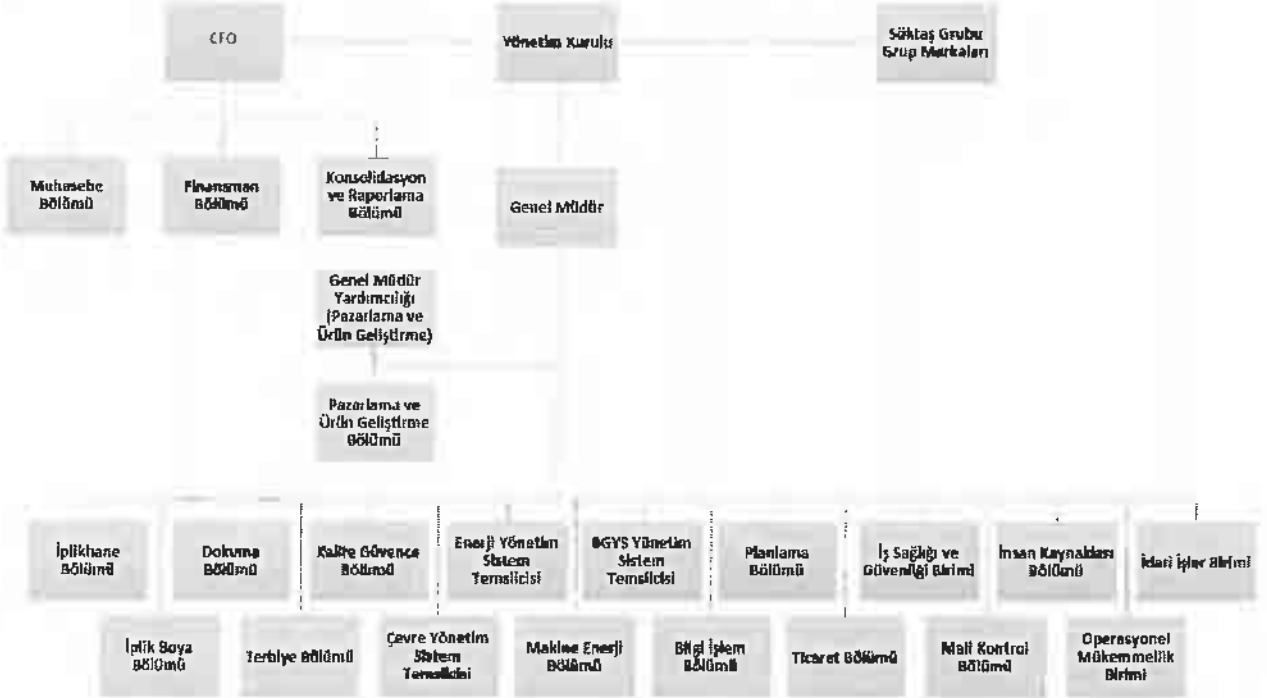 CFO
Yönetim Kurulu
Söktaş Grubu
Grup Markaları
Muhasebe
Bölümü
Finansman
Bölümü
Konsolidasyon
ve Raporlama
Bölümü
Genel Müdür
Genel Müdür
Yardımcılığı
(Pazarlama ve
Ürün Geliştirme)
Pazarlama ve
Ürün Geliştirme
Bölümü
İplikhane
Bölümü
Dokuma
Bölümü
Kalite Güvence
Bölümü
Enerji Yönetim
Sistem
Temsilcisi
BGYS Yönetim
Sistem
Temsilcisi
Planlama
Bölümü
İş Sağlığı ve
Güvenliği Birimi
İnsan Kaynakları
Bölümü
İdari İşler Birimi
İplik Boya
Bölümü
Terbiye Bölümü
Çevre Yönetim
Sistem
Temsilcisi
Makine Enerji
Bölümü
Bilgi İşlem
Bölümü
Ticaret Bölümü
Mali Kontrol
Bölümü
Operasyonel
Mükemmellik
Birimi